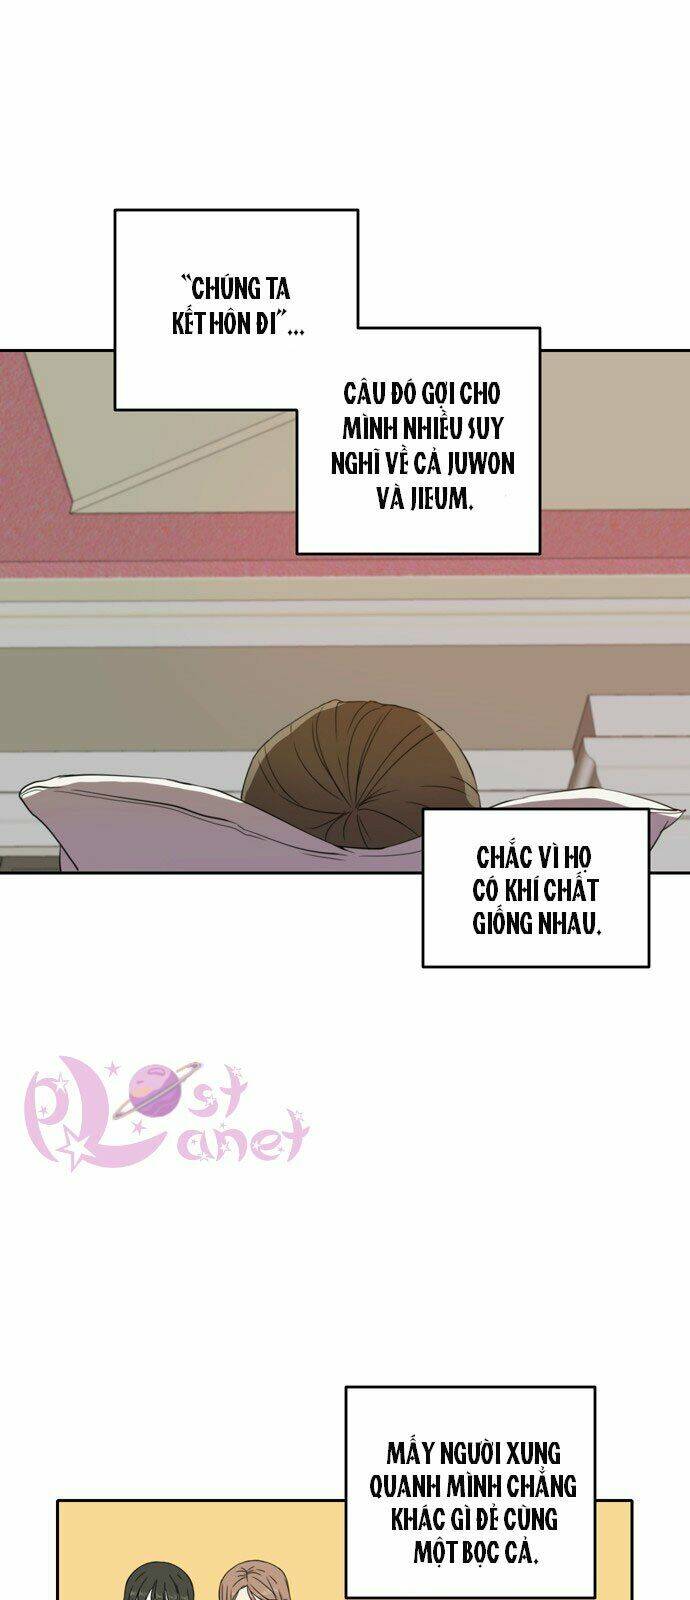 “CHÚNG TA
KẾT HÔN ĐI”...
CÂU ĐÓ GỢI CHO
MÌNH NHIỀU SUY
NGHĨ VỀ CẢ JUWON
VÀ JIEUM.
CHẮC VÌ HỌ
CÓ KHÍ CHẤT
GIỐNG NHAU.
Lost
Planet
MẤY NGƯỜI XUNG
QUANH MÌNH CHẲNG
KHÁC GÌ ĐẺ CÙNG
MỘT BỌC CẢ.